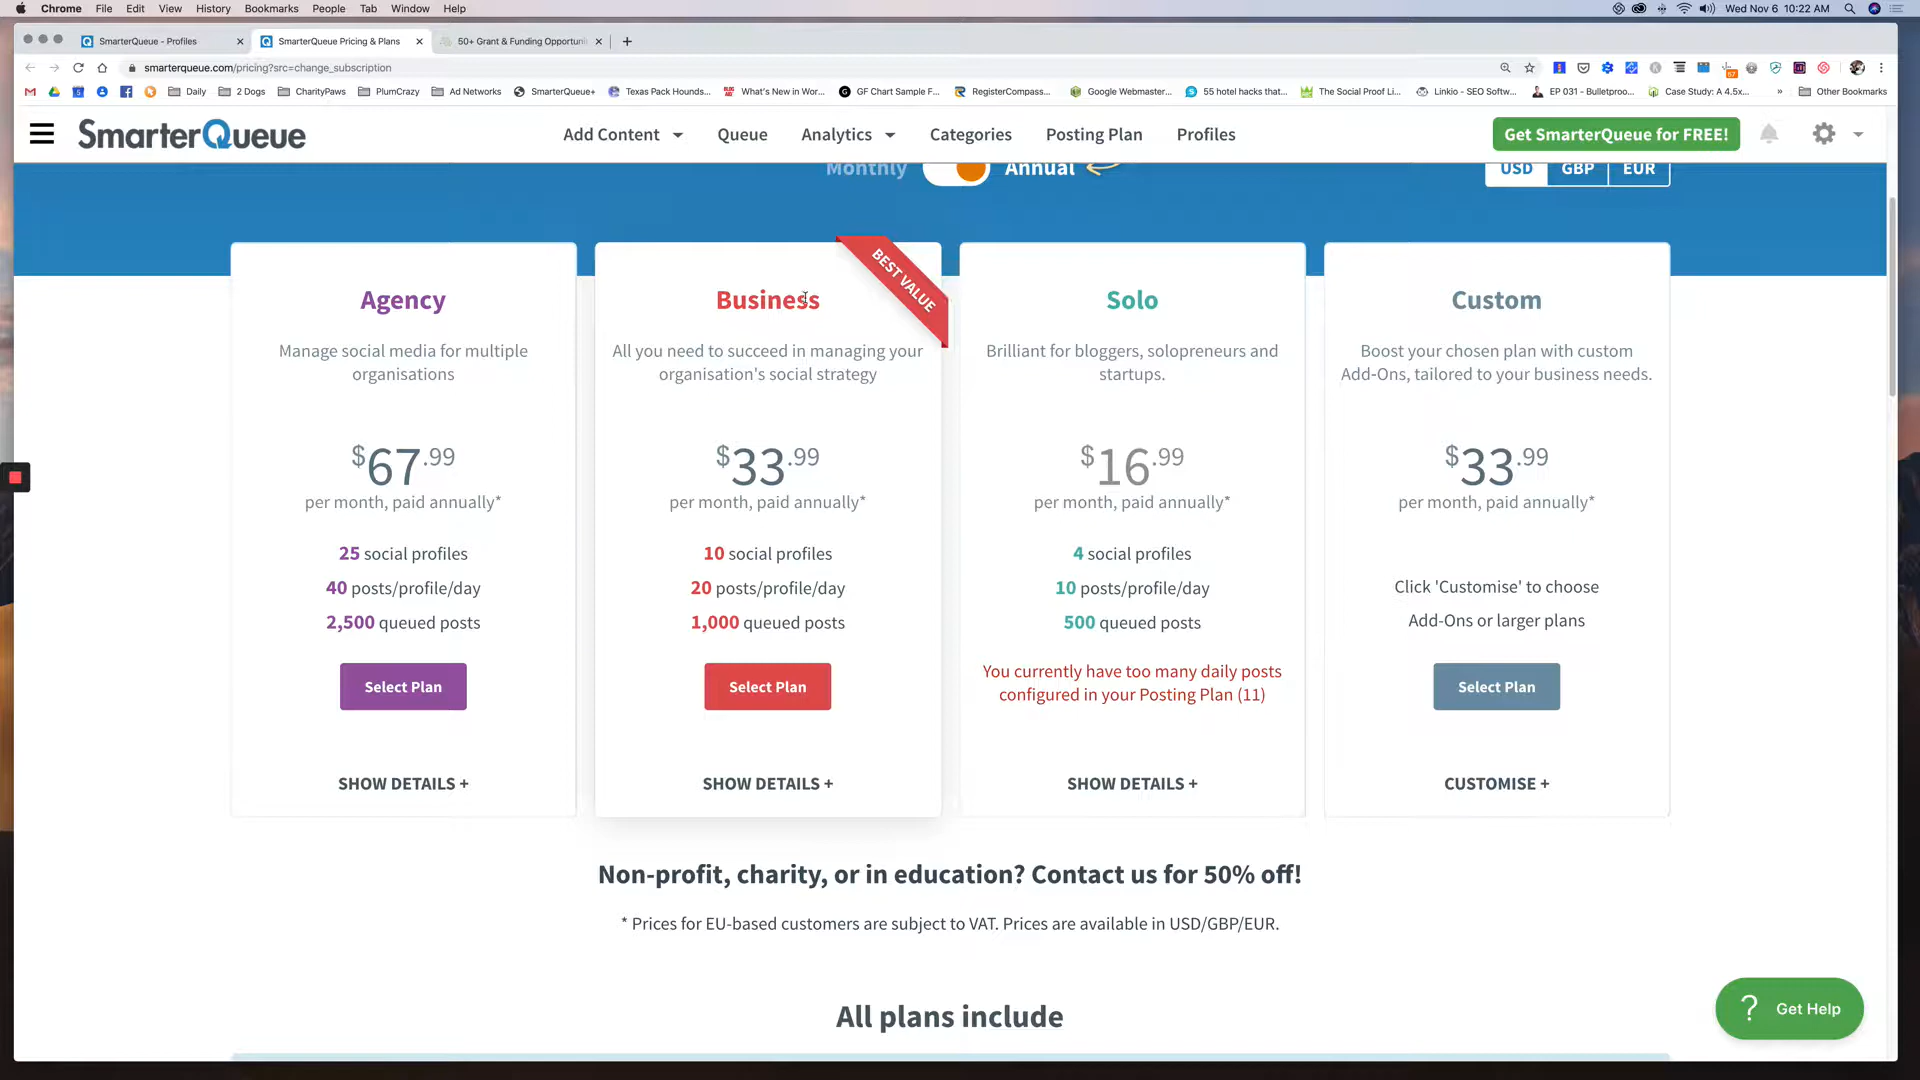 Chrome File Edit View History Bookmarks People Tab Window Help
Wed Nov 6 10:22 AM
SmarterQueue - Profiles
SmarterQueue Pricing & Plans
50+ Grant & Funding Opportuni
smarterqueue.com/pricing?src=change_subscription
57
Daily
2 Dogs
CharityPaws
PlumCrazy
Ad Networks
SmarterQueue+
Texas Pack Hounds...
What's New in Wor...
GF Chart Sample F...
RegisterCompass...
Google Webmaster...
55 hotel hacks that...
The Social Proof Li...
Linkio - SEO Softw...
EP 031 - Bulletproo...
Case Study: A 4.5x...
»
Other Bookmarks
SmarterQueue
Add Content
Queue
Analytics
Categories
Posting Plan
Profiles
Get SmarterQueue for FREE!
Monthly
Annual
USD
GBP
EUR
Agency
Manage social media for multiple
organisations
$67.99
per month, paid annually*
25 social profiles
40 posts/profile/day
2,500 queued posts
Select Plan
SHOW DETAILS +
BEST VALUE
Business
All you need to succeed in managing your
organisation's social strategy
$33.99
per month, paid annually*
10 social profiles
20 posts/profile/day
1,000 queued posts
Select Plan
SHOW DETAILS +
Solo
Brilliant for bloggers, solopreneurs and
startups.
$16.99
per month, paid annually*
4 social profiles
10 posts/profile/day
500 queued posts
You currently have too many daily posts
configured in your Posting Plan (11)
SHOW DETAILS +
Custom
Boost your chosen plan with custom
Add-Ons, tailored to your business needs.
$33.99
per month, paid annually*
Click 'Customise' to choose
Add-Ons or larger plans
Select Plan
CUSTOMISE +
Non-profit, charity, or in education? Contact us for 50% off!
* Prices for EU-based customers are subject to VAT. Prices are available in USD/GBP/EUR.
All plans include
? Get Help